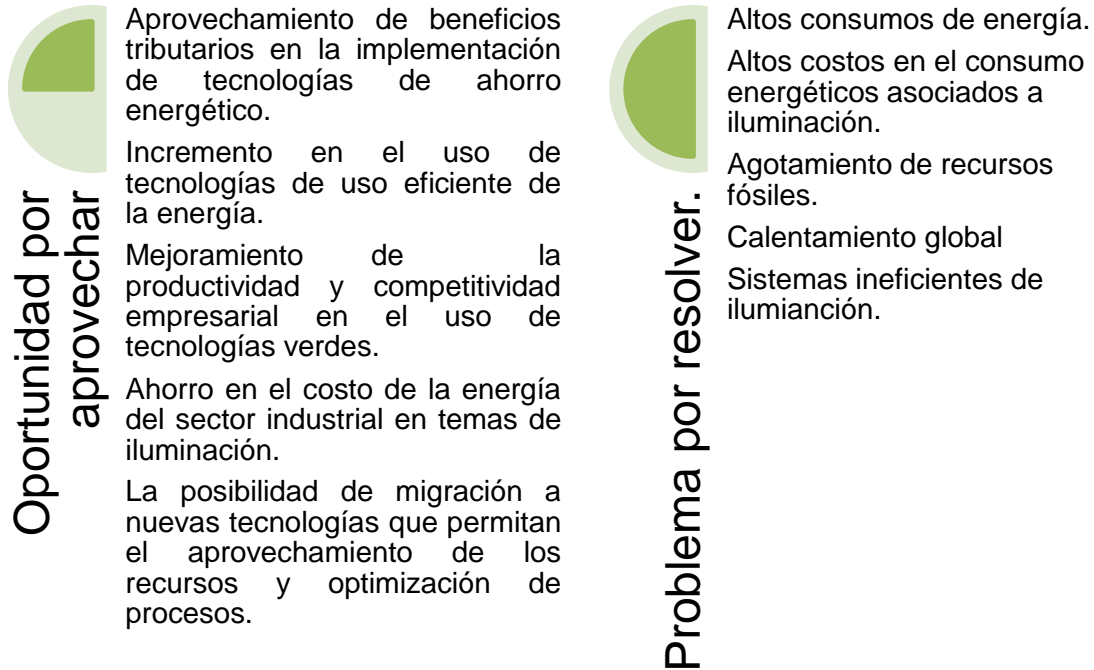 Oportunidad por
aprovechar
Aprovechamiento de beneficios
tributarios en la implementación
de tecnologías de ahorro
energético.
Incremento en el uso de
tecnologías de uso eficiente de
la energía.
Mejoramiento de la
productividad y competitividad
empresarial en el uso de
tecnologías verdes.
Ahorro en el costo de la energía
del sector industrial en temas de
iluminación.
La posibilidad de migración a
nuevas tecnologías que permitan
el aprovechamiento de los
recursos y optimización de
procesos.
Problema por resolver.
Altos consumos de energía.
Altos costos en el consumo
energéticos asociados a
iluminación.
Agotamiento de recursos
fósiles.
Calentamiento global
Sistemas ineficientes de
ilumianción.